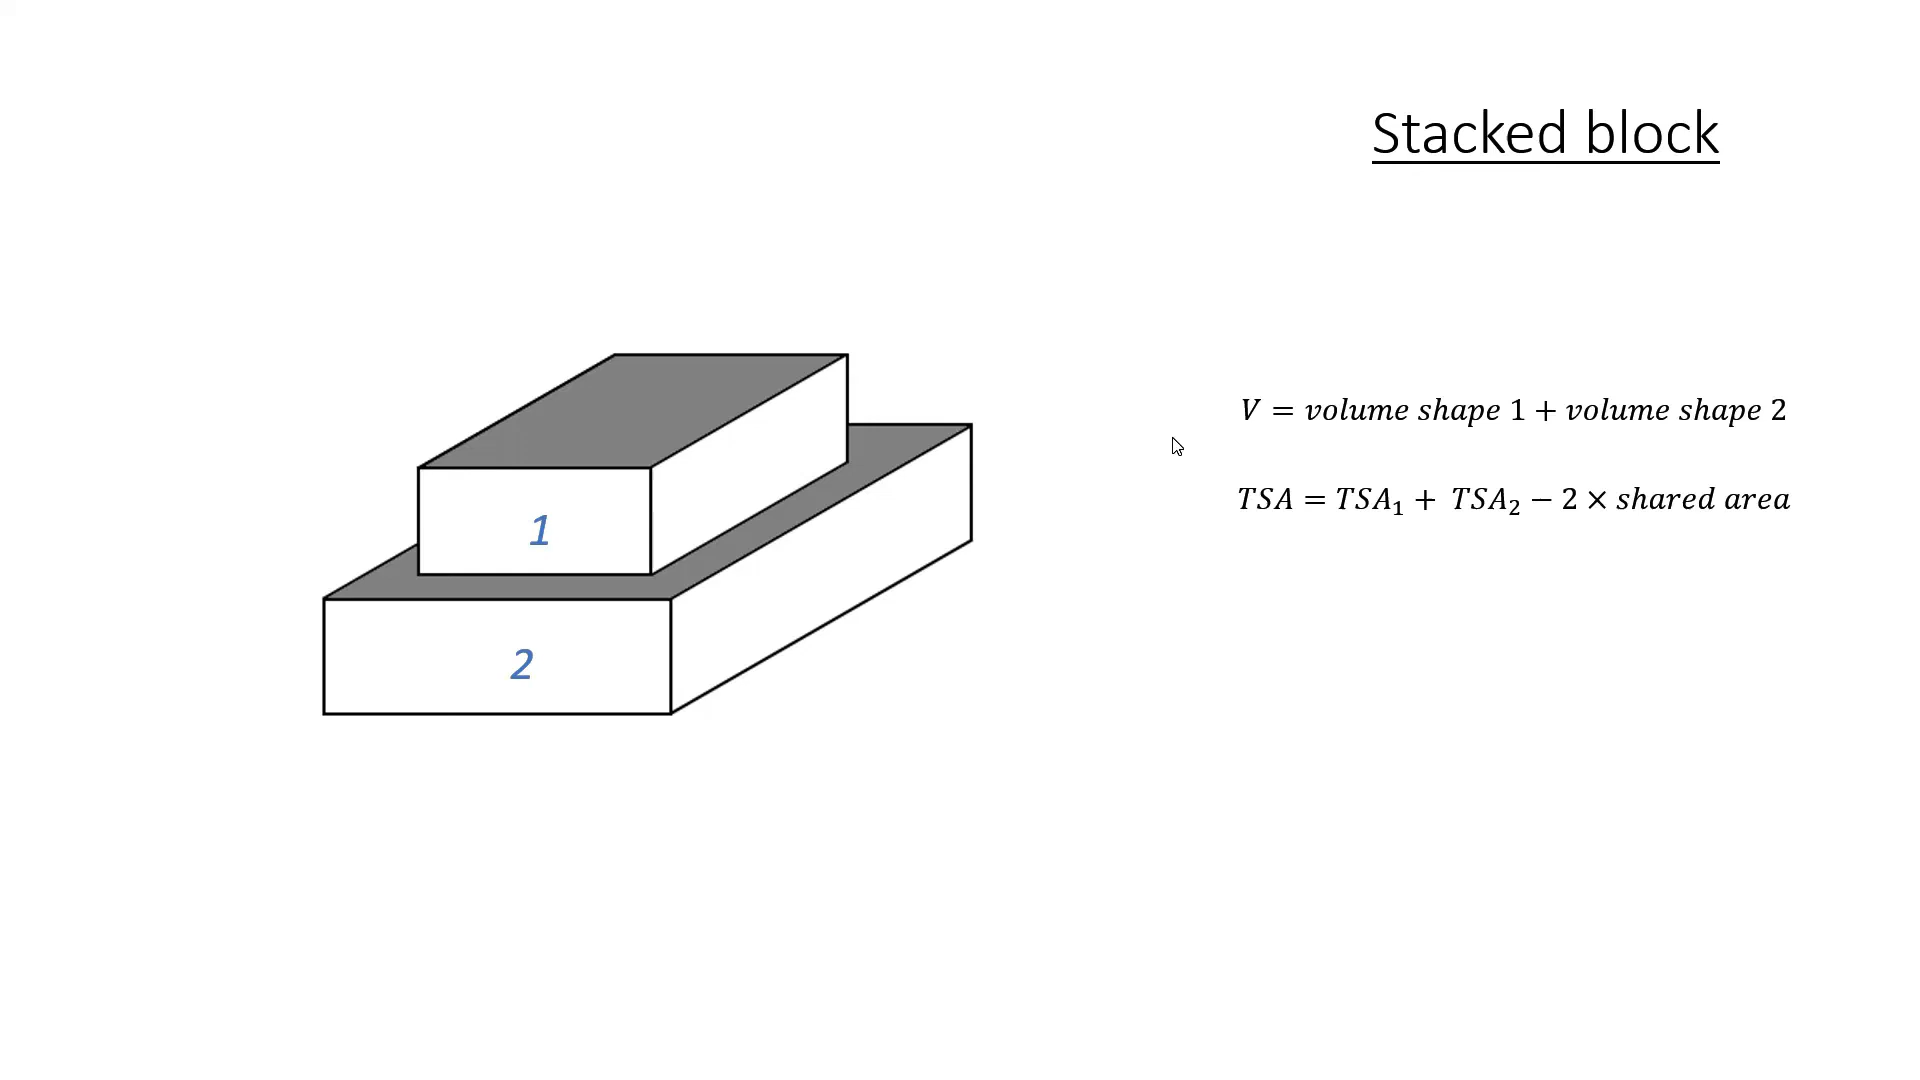 Stacked block
V = volume shape 1 + volume shape 2
TSA = TSA₁ + TSA₂ − 2 × shared area
1
2